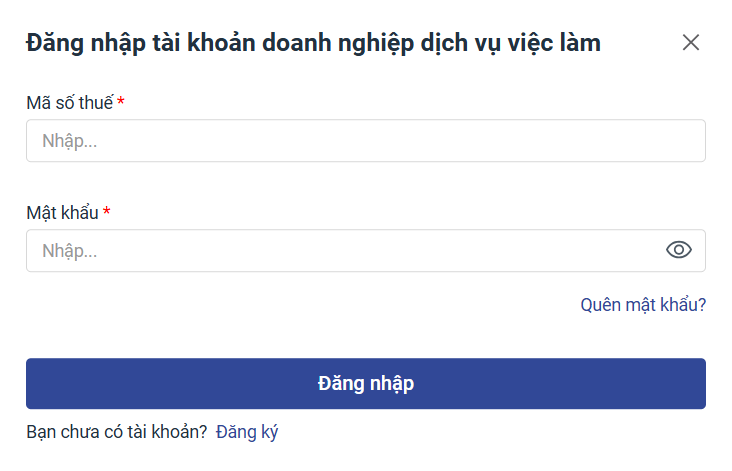 Đăng nhập tài khoản doanh nghiệp dịch vụ việc làm
Mã số thuế *
Nhập...
Mật khẩu *
Nhập...
Quên mật khẩu?
Đăng nhập
Bạn chưa có tài khoản? Đăng ký